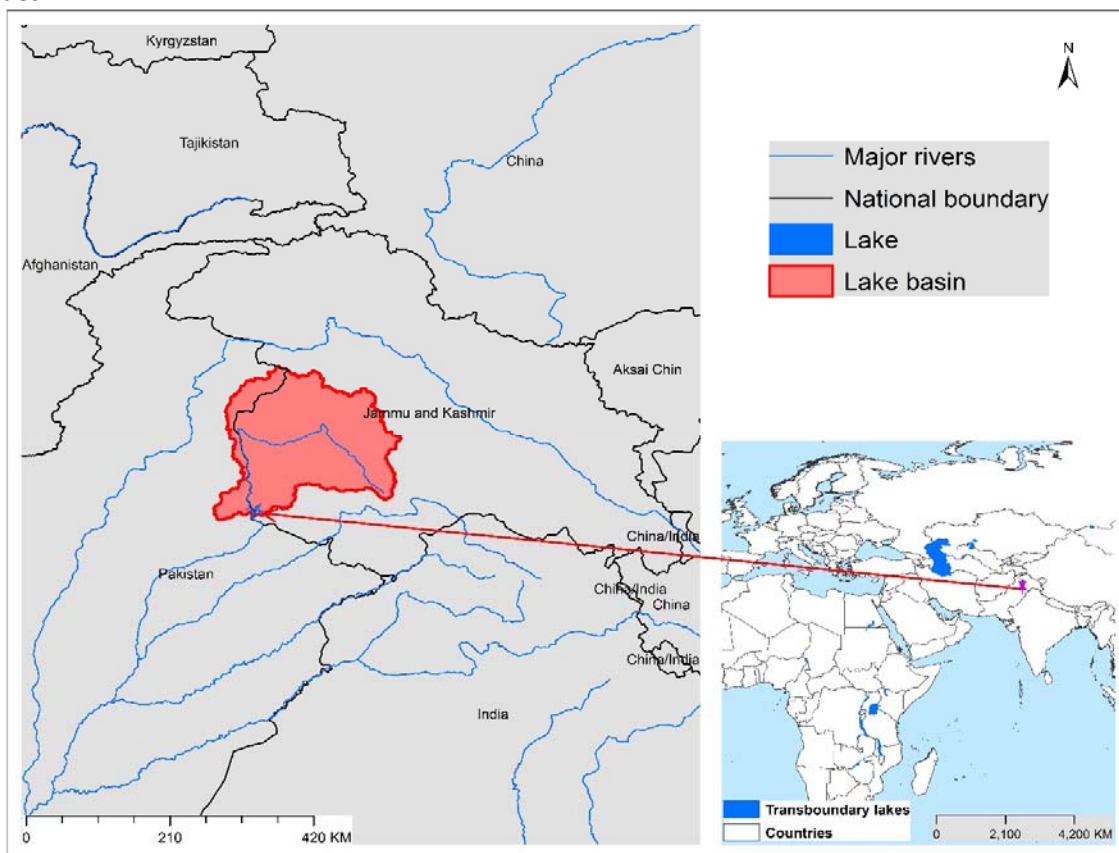 Kyrgyzstan
Tajikistan
China
Afghanistan
Aksai Chin
Jammu and Kashmir
China/India
Pakistan
China/India
China
China/India
India
0 210 420 KM
N
Major rivers
National boundary
Lake
Lake basin
Transboundary lakes
Countries
0 2,100 4,200 KM